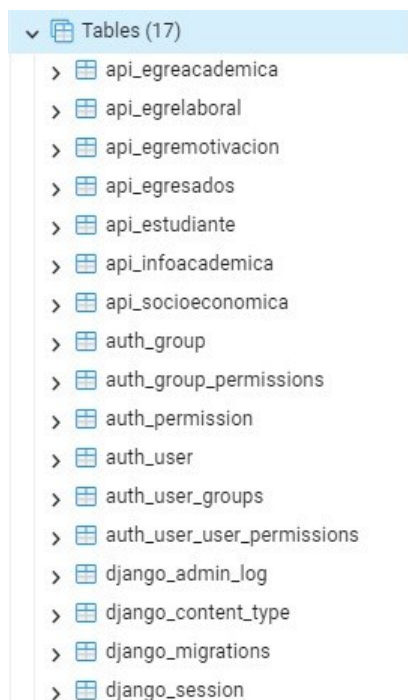 Tables (17)
api_egreacademica
api_egrelaboral
api_egremotivacion
api_egresados
api_estudiante
api_infoacademica
api_socioeconomica
auth_group
auth_group_permissions
auth_permission
auth_user
auth_user_groups
auth_user_user_permissions
django_admin_log
django_content_type
django_migrations
django_session